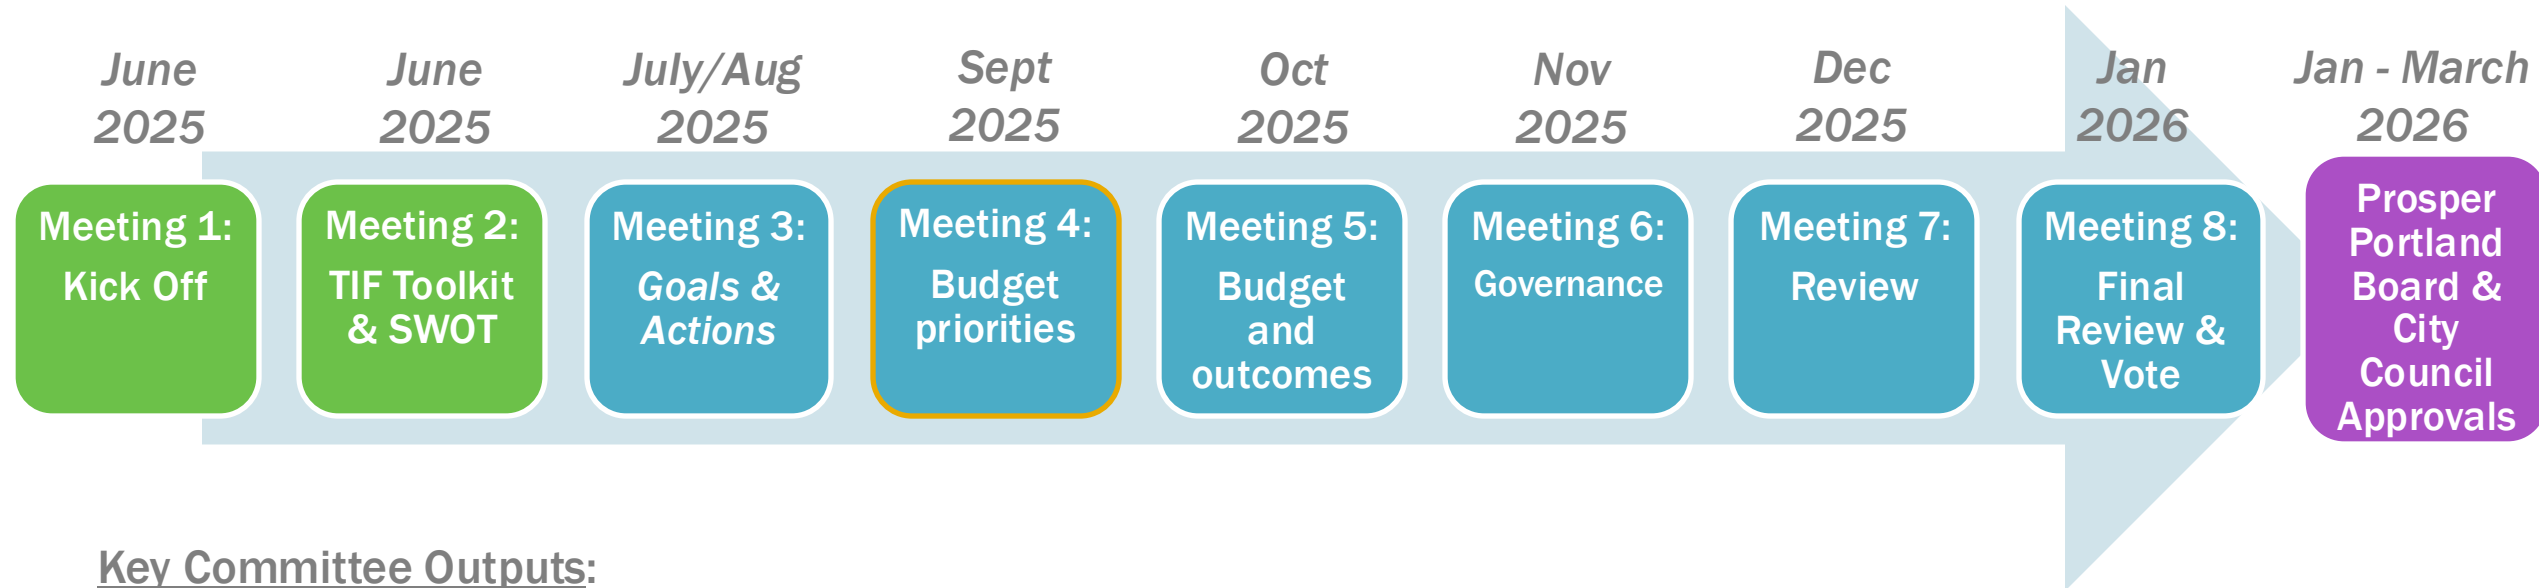 June
2025
June
2025
July/Aug
2025
Sept
2025
Oct
2025
Nov
2025
Dec
2025
Jan
2026
Jan - March
2026
Meeting 1:
Kick Off
Meeting 2:
TIF Toolkit
& SWOT
Meeting 3:
Goals &
Actions
Meeting 4:
Budget
priorities
Meeting 5:
Budget
and
outcomes
Meeting 6:
Governance
Meeting 7:
Review
Meeting 8:
Final
Review &
Vote
Prosper
Portland
Board &
City
Council
Approvals
Key Committee Outputs: